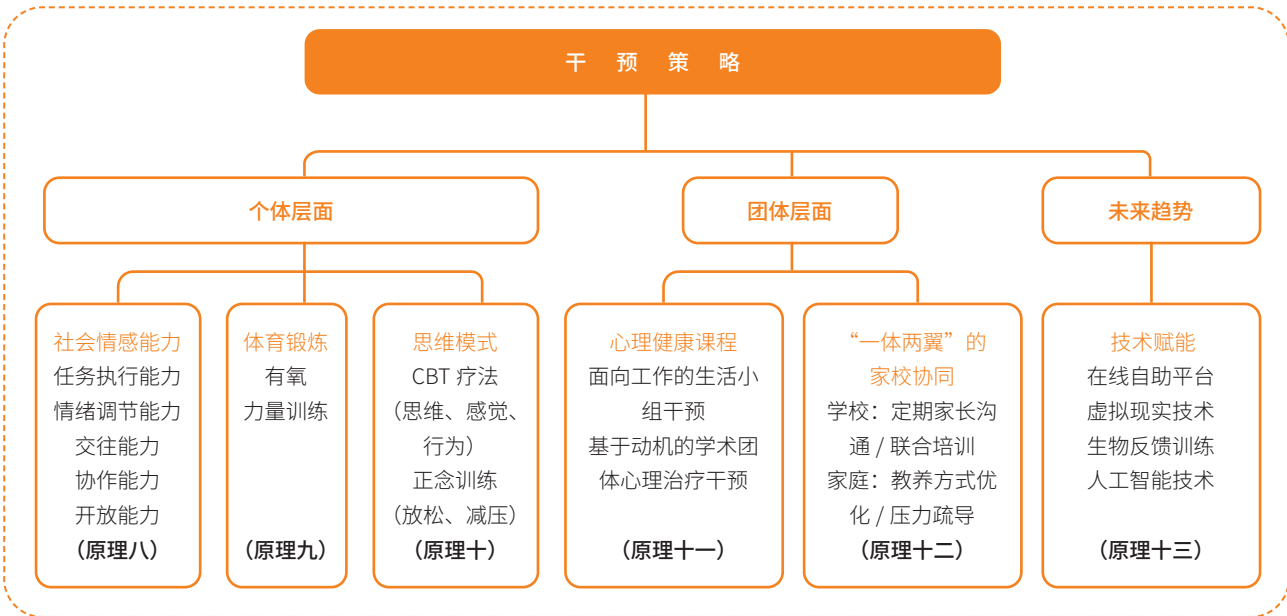 干预策略
个体层面
团体层面
未来趋势
社会情感能力
任务执行能力
情绪调节能力
交往能力
协作能力
开放能力
（原理八）
体育锻炼
有氧
力量训练
（原理九）
思维模式
CBT 疗法
（思维、感觉、
行为）
正念训练
（放松、减压）
（原理十）
心理健康课程
面向工作的生活小
组干预
基于动机的学术团
体心理治疗干预
（原理十一）
“一体两翼”的
家校协同
学校：定期家长沟
通 / 联合培训
家庭：教养方式优
化 / 压力疏导
（原理十二）
技术赋能
在线自助平台
虚拟现实技术
生物反馈训练
人工智能技术
（原理十三）